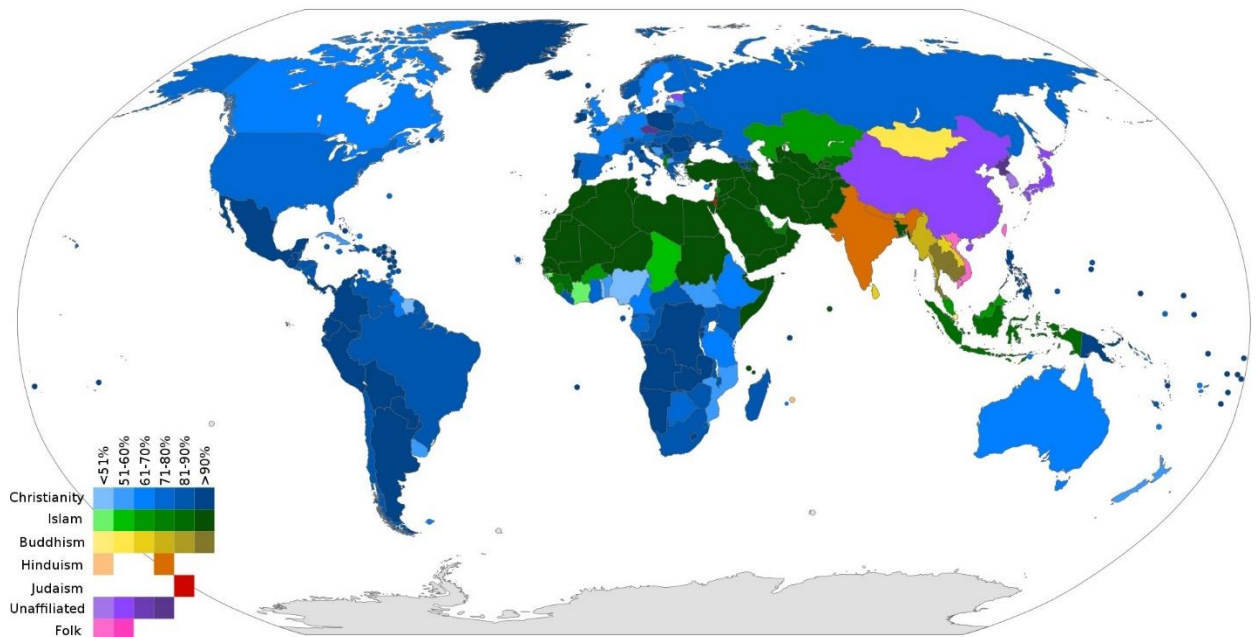 <51%
51-60%
61-70%
71-80%
81-90%
>90%
Christianity
Islam
Buddhism
Hinduism
Judaism
Unaffiliated
Folk